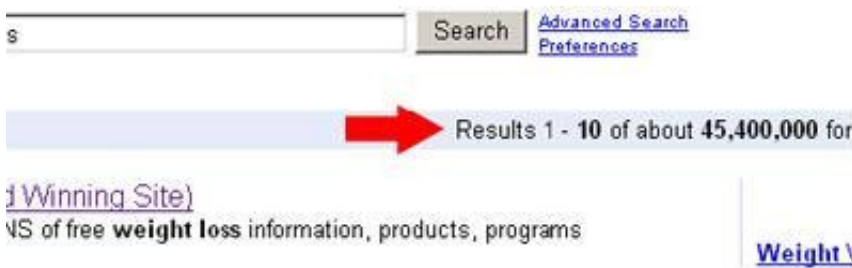 s
Search
Advanced Search
Preferences
Results 1 - 10 of about 45,400,000 for
d Winning Site)
NS of free weight loss information, products, programs
Weight